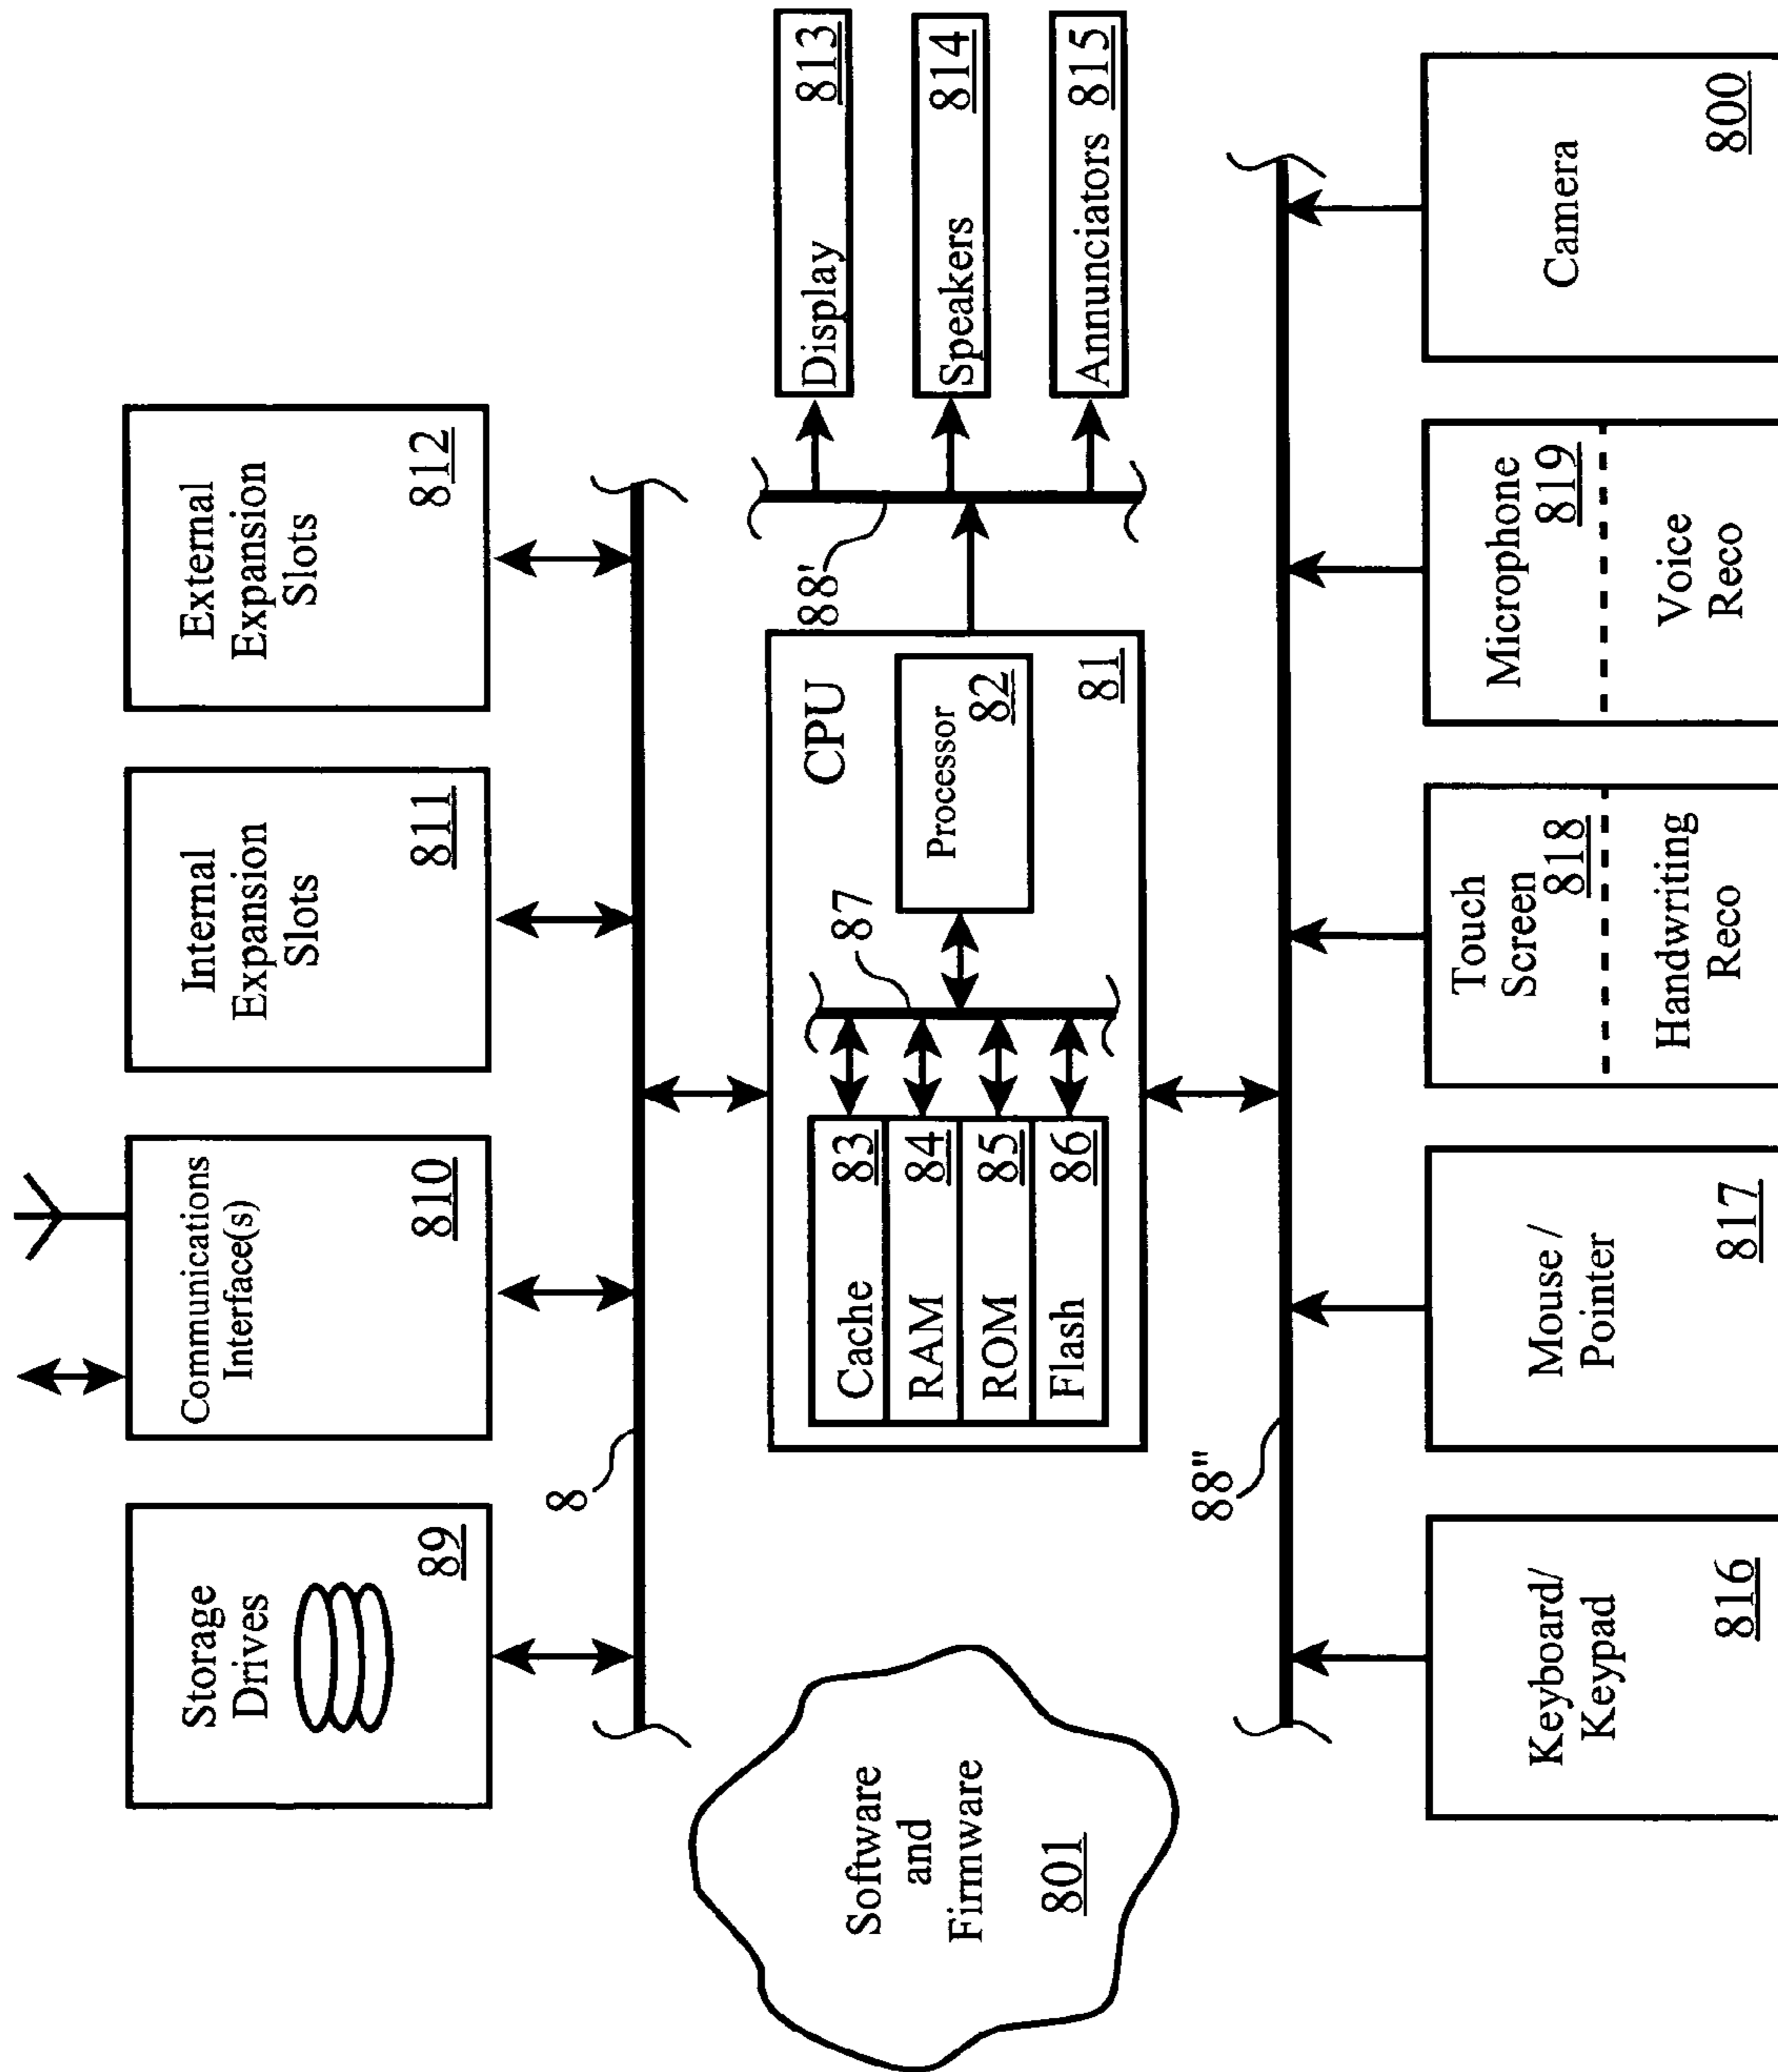 Storage
Drives
89
Communications
Interface(s)
810
Internal
Expansion
Slots
811
External
Expansion
Slots
812
8
Software
and
Firmware
801
CPU
Cache 83
RAM 84
ROM 85
Flash 86
87
Processor
82
81
88'
Display 813
Speakers 814
Annunciators 815
88"
Keyboard/
Keypad
816
Mouse /
Pointer
817
Touch
Screen
818
Handwriting
Reco
Microphone
819
Voice
Reco
Camera
800